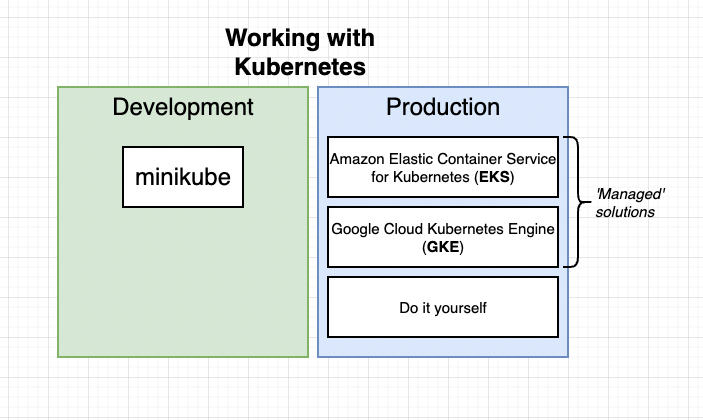 Working with
Kubernetes
Development
minikube
Production
Amazon Elastic Container Service
for Kubernetes (EKS)
Google Cloud Kubernetes Engine
(GKE)
Do it yourself
'Managed'
solutions